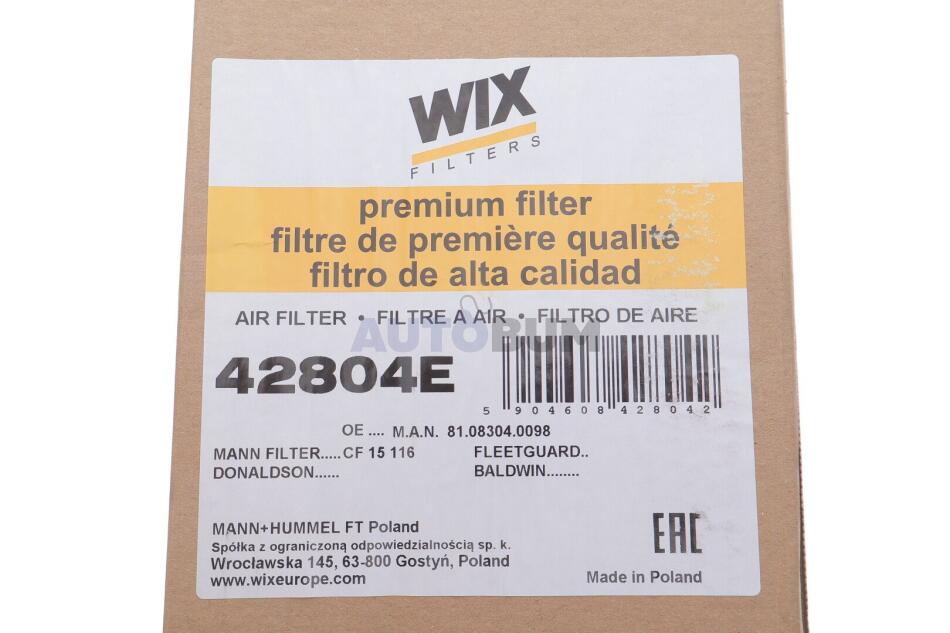 WIX
FILTERS
premium filter
filtre de première qualité
filtro de alta calidad
AIR FILTER • FILTRE A AIR • FILTRO DE AIRE
AUTOBUM
42804E
5 904608 428042
OE .... M.A.N. 81.08304.0098
MANN FILTER.....CF 15 116 FLEETGUARD..
DONALDSON...... BALDWIN........
MANN+HUMMEL FT Poland
Spółka z ograniczoną odpowiedzialnością sp. k.
Wrocławska 145, 63-800 Gostyń, Poland
www.wixeurope.com
EAC
Made in Poland